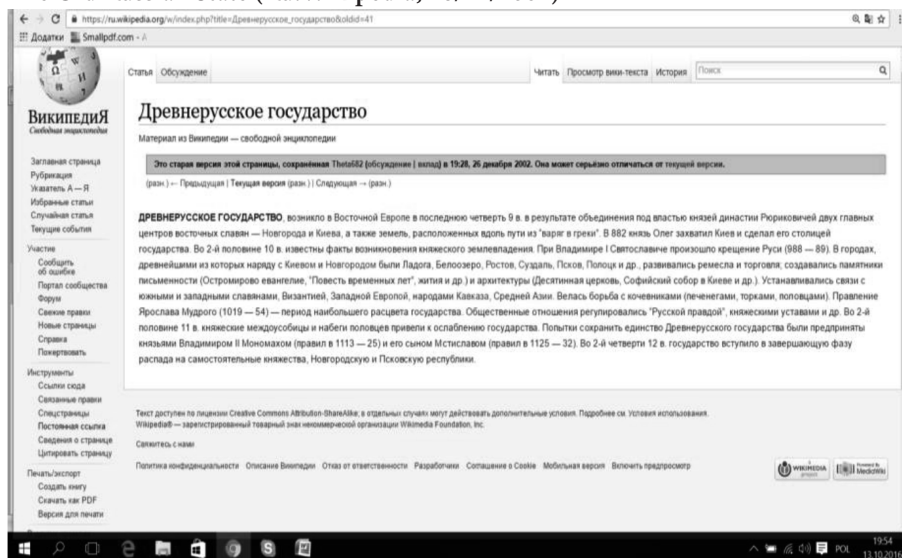 https://ru.wikipedia.org/w/index.php?title=Древнерусское_государство&oldid=41
Додатки Smallpdf.com - A
Статья Обсуждение Читать Просмотр вики-текста История Поиск
ВикипедиЯ
Свободная энциклопедия
Заглавная страница
Рубрикация
Указатель А — Я
Избранные статьи
Случайная статья
Текущие события
Участие
Сообщить
об ошибке
Портал сообщества
Форум
Свежие правки
Новые страницы
Справка
Пожертвовать
Инструменты
Ссылки сюда
Связанные правки
Спецстраницы
Постоянная ссылка
Сведения о странице
Цитировать страницу
Печать/экспорт
Создать книгу
Скачать как PDF
Версия для печати
Древнерусское государство
Материал из Википедии — свободной энциклопедии
Это старая версия этой страницы, сохранённая Theta682 (обсуждение | вклад) в 19:28, 26 декабря 2002. Она может серьёзно отличаться от текущей версии.
(разн.) ← Предыдущая | Текущая версия (разн.) | Следующая → (разн.)
ДРЕВНЕРУССКОЕ ГОСУДАРСТВО, возникло в Восточной Европе в последнюю четверть 9 в. в результате объединения под властью князей династии Рюриковичей двух главных
центров восточных славян — Новгорода и Киева, а также земель, расположенных вдоль пути из "варяг в греки". В 882 князь Олег захватил Киев и сделал его столицей
государства. Во 2-й половине 10 в. известны факты возникновения княжеского землевладения. При Владимире I Святославиче произошло крещение Руси (988 — 89). В городах,
древнейшими из которых наряду с Киевом и Новгородом были Ладога, Белоозеро, Ростов, Суздаль, Псков, Полоцк и др., развивались ремесла и торговля; создавались памятники
письменности (Остромирово евангелие, "Повесть временных лет", жития и др.) и архитектуры (Десятинная церковь, Софийский собор в Киеве и др.). Устанавливались связи с
южными и западными славянами, Византией, Западной Европой, народами Кавказа, Средней Азии. Велась борьба с кочевниками (печенегами, торками, половцами). Правление
Ярослава Мудрого (1019 — 54) — период наибольшего расцвета государства. Общественные отношения регулировались "Русской правдой", княжескими уставами и др. Во 2-й
половине 11 в. княжеские междоусобицы и набеги половцев привели к ослаблению государства. Попытки сохранить единство Древнерусского государства были предприняты
князьями Владимиром II Мономахом (правил в 1113 — 25) и его сыном Мстиславом (правил в 1125 — 32). Во 2-й четверти 12 в. государство вступило в завершающую фазу
распада на самостоятельные княжества, Новгородскую и Псковскую республики.
Текст доступен по лицензии Creative Commons Attribution-ShareAlike; в отдельных случаях могут действовать дополнительные условия. Подробнее см. Условия использования.
Wikipedia® — зарегистрированный товарный знак некоммерческой организации Wikimedia Foundation, Inc.
Свяжитесь с нами
Политика конфиденциальности Описание Википедии Отказ от ответственности Разработчики Соглашение о Cookie Мобильная версия Включить предпросмотр
WIKIMEDIA project
Powered By MediaWiki
POL 19:54
13.10.2016